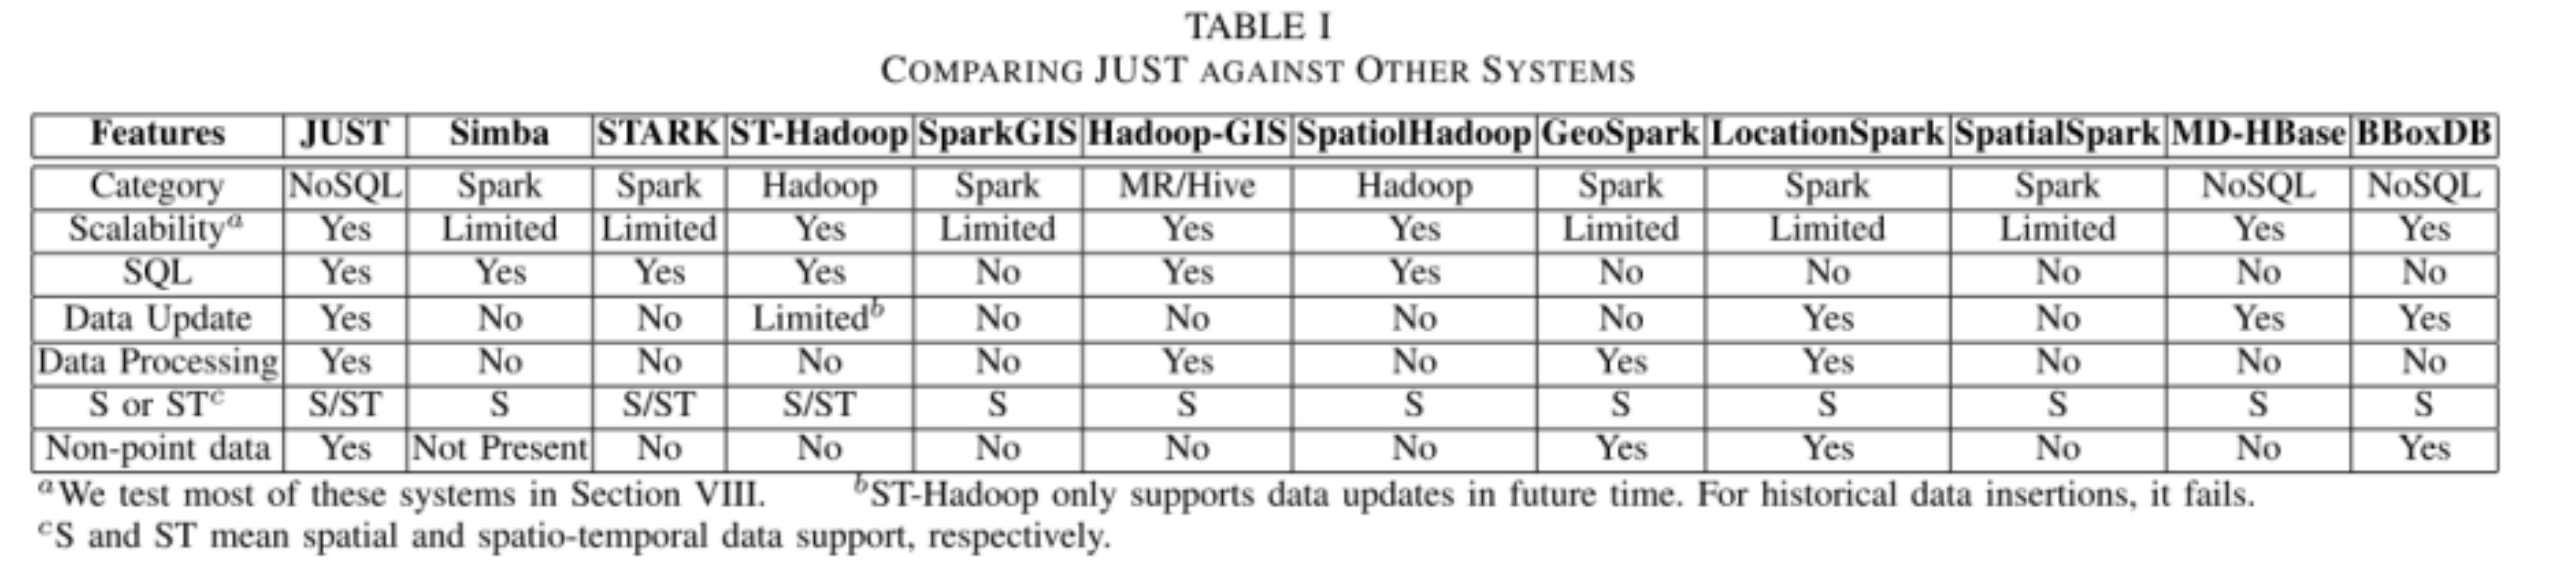 TABLE I
COMPARING JUST AGAINST OTHER SYSTEMS
Features JUST Simba STARK ST-Hadoop SparkGIS Hadoop-GIS SpatiolHadoop GeoSpark LocationSpark SpatialSpark MD-HBase BBoxDB
Category NoSQL Spark Spark Hadoop Spark MR/Hive Hadoop Spark Spark Spark NoSQL NoSQL
Scalabilityᵃ Yes Limited Limited Yes Limited Yes Yes Limited Limited Limited Yes Yes
SQL Yes Yes Yes Yes No Yes Yes No No No No No
Data Update Yes No No Limitedᵇ No No No No Yes No Yes Yes
Data Processing Yes No No No No Yes No Yes Yes No No No
S or STᶜ S/ST S S/ST S/ST S S S S S S S S
Non-point data Yes Not Present No No No No No Yes Yes No No Yes
ᵃWe test most of these systems in Section VIII. ᵇST-Hadoop only supports data updates in future time. For historical data insertions, it fails.
ᶜS and ST mean spatial and spatio-temporal data support, respectively.